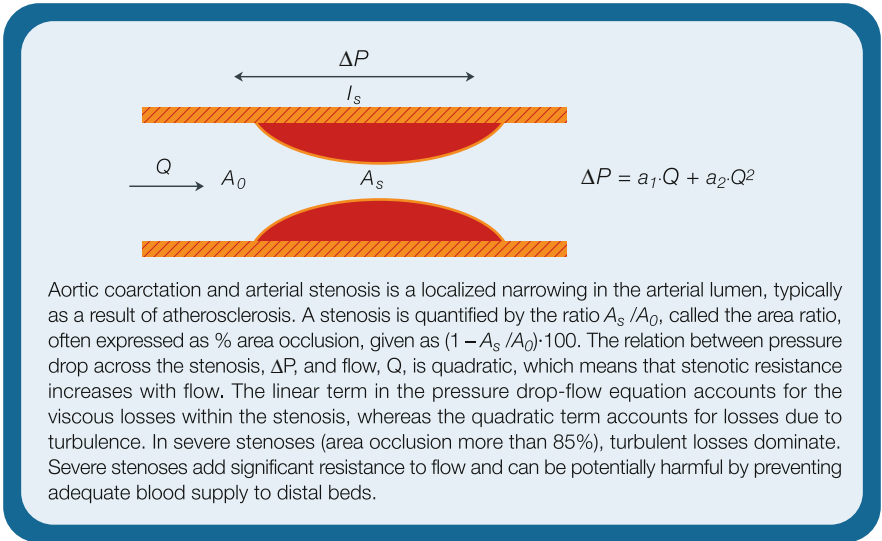 ΔP
lₛ
Q
A₀
Aₛ
ΔP = a₁·Q + a₂·Q²
Aortic coarctation and arterial stenosis is a localized narrowing in the arterial lumen, typically
as a result of atherosclerosis. A stenosis is quantified by the ratio Aₛ /A₀, called the area ratio,
often expressed as % area occlusion, given as (1 – Aₛ /A₀)·100. The relation between pressure
drop across the stenosis, ΔP, and flow, Q, is quadratic, which means that stenotic resistance
increases with flow. The linear term in the pressure drop-flow equation accounts for the
viscous losses within the stenosis, whereas the quadratic term accounts for losses due to
turbulence. In severe stenoses (area occlusion more than 85%), turbulent losses dominate.
Severe stenoses add significant resistance to flow and can be potentially harmful by preventing
adequate blood supply to distal beds.